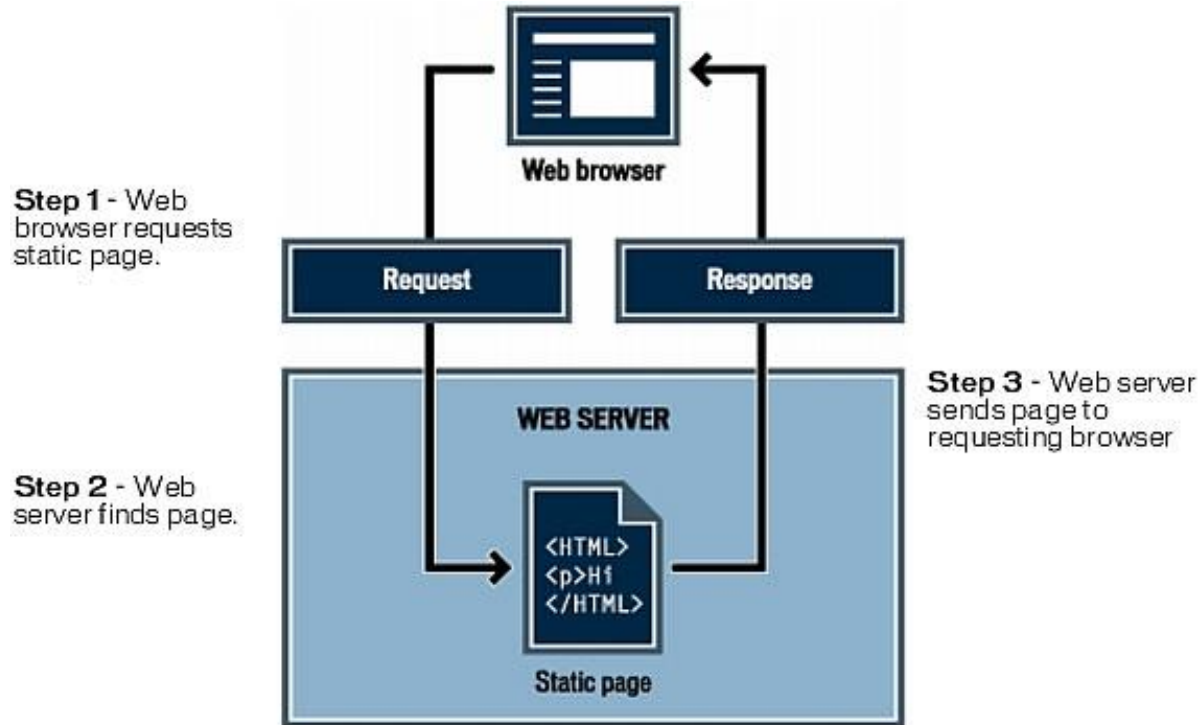 Web browser
Step 1 - Web
browser requests
static page.
Request
Response
WEB SERVER
Step 3 - Web server
sends page to
requesting browser
Step 2 - Web
server finds page.
<HTML>
<p>Hi
</HTML>
Static page